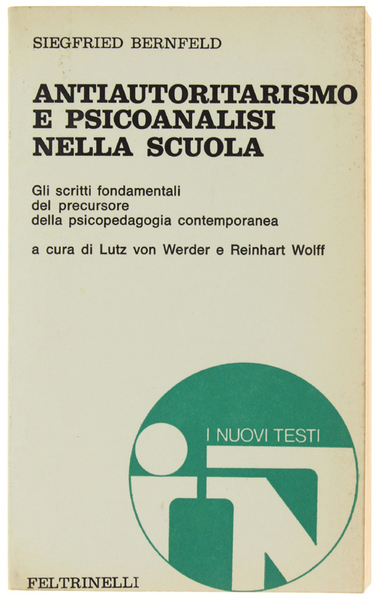 SIEGFRIED BERNFELD
ANTIAUTORITARISMO
E PSICOANALISI
NELLA SCUOLA
Gli scritti fondamentali
del precursore
della psicopedagogia contemporanea
a cura di Lutz von Werder e Reinhart Wolff
I NUOVI TESTI
iN
FELTRINELLI